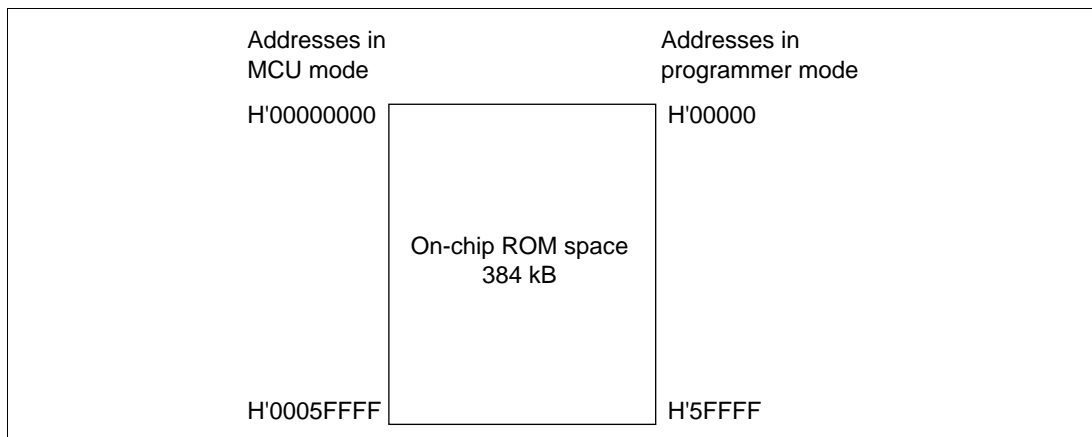 Addresses in
MCU mode
Addresses in
programmer mode
H'00000000
H'00000
On-chip ROM space
384 kB
H'0005FFFF
H'5FFFF